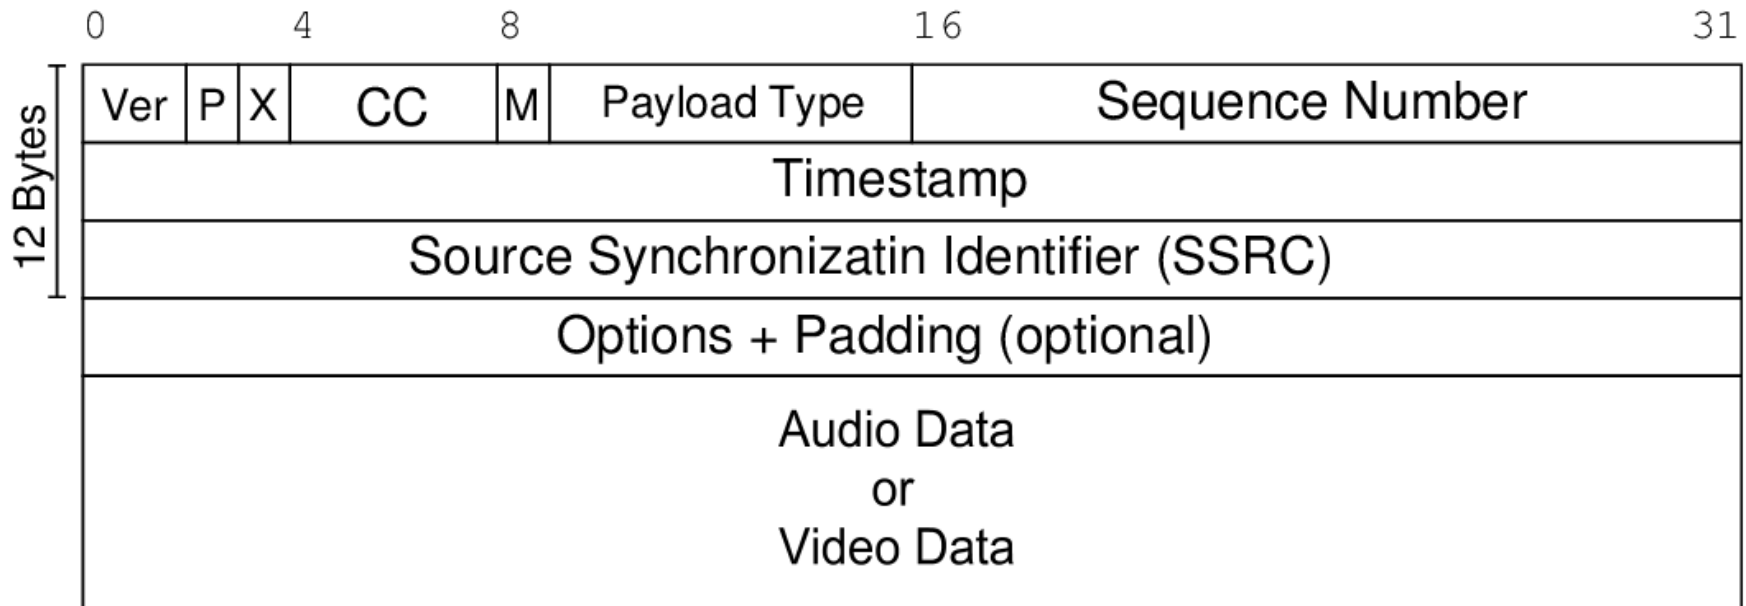 0 4 8 16 31
Ver P X CC M Payload Type Sequence Number
12 Bytes
Timestamp
Source Synchronizatin Identifier (SSRC)
Options + Padding (optional)
Audio Data
or
Video Data